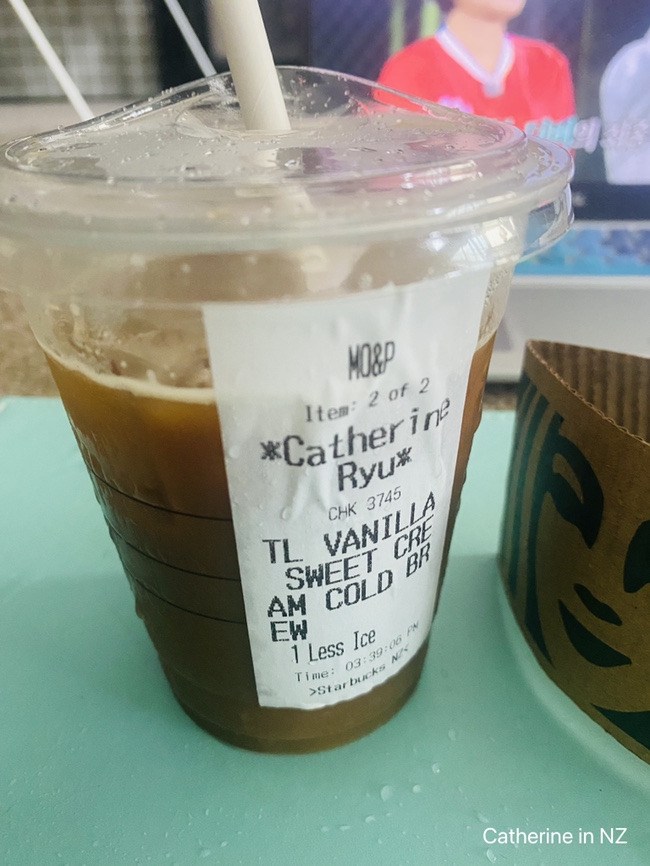 MO&P
Item: 2 of 2
*Catherine
Ryu*
CHK 3745
TL VANILLA
SWEET CRE
AM COLD BR
EW
1 Less Ice
Time: 03:39:06 PM
>Starbucks NZ<
Catherine in NZ